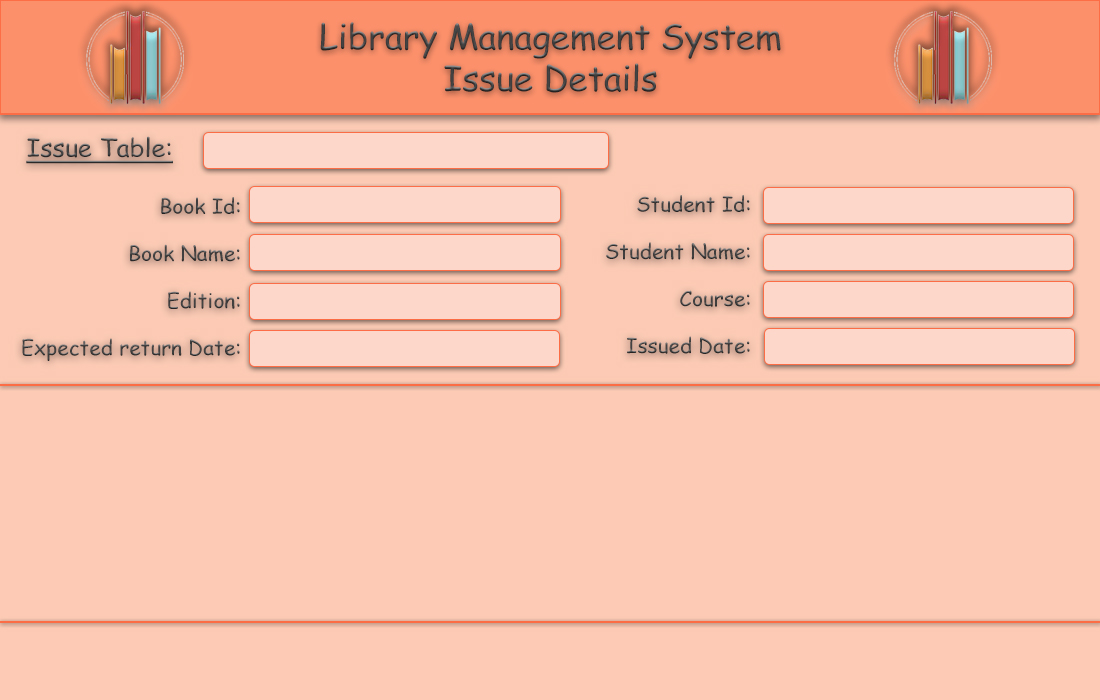 Library Management System
Issue Details
Issue Table:
Book Id:
Student Id:
Book Name:
Student Name:
Edition:
Course:
Expected return Date:
Issued Date: